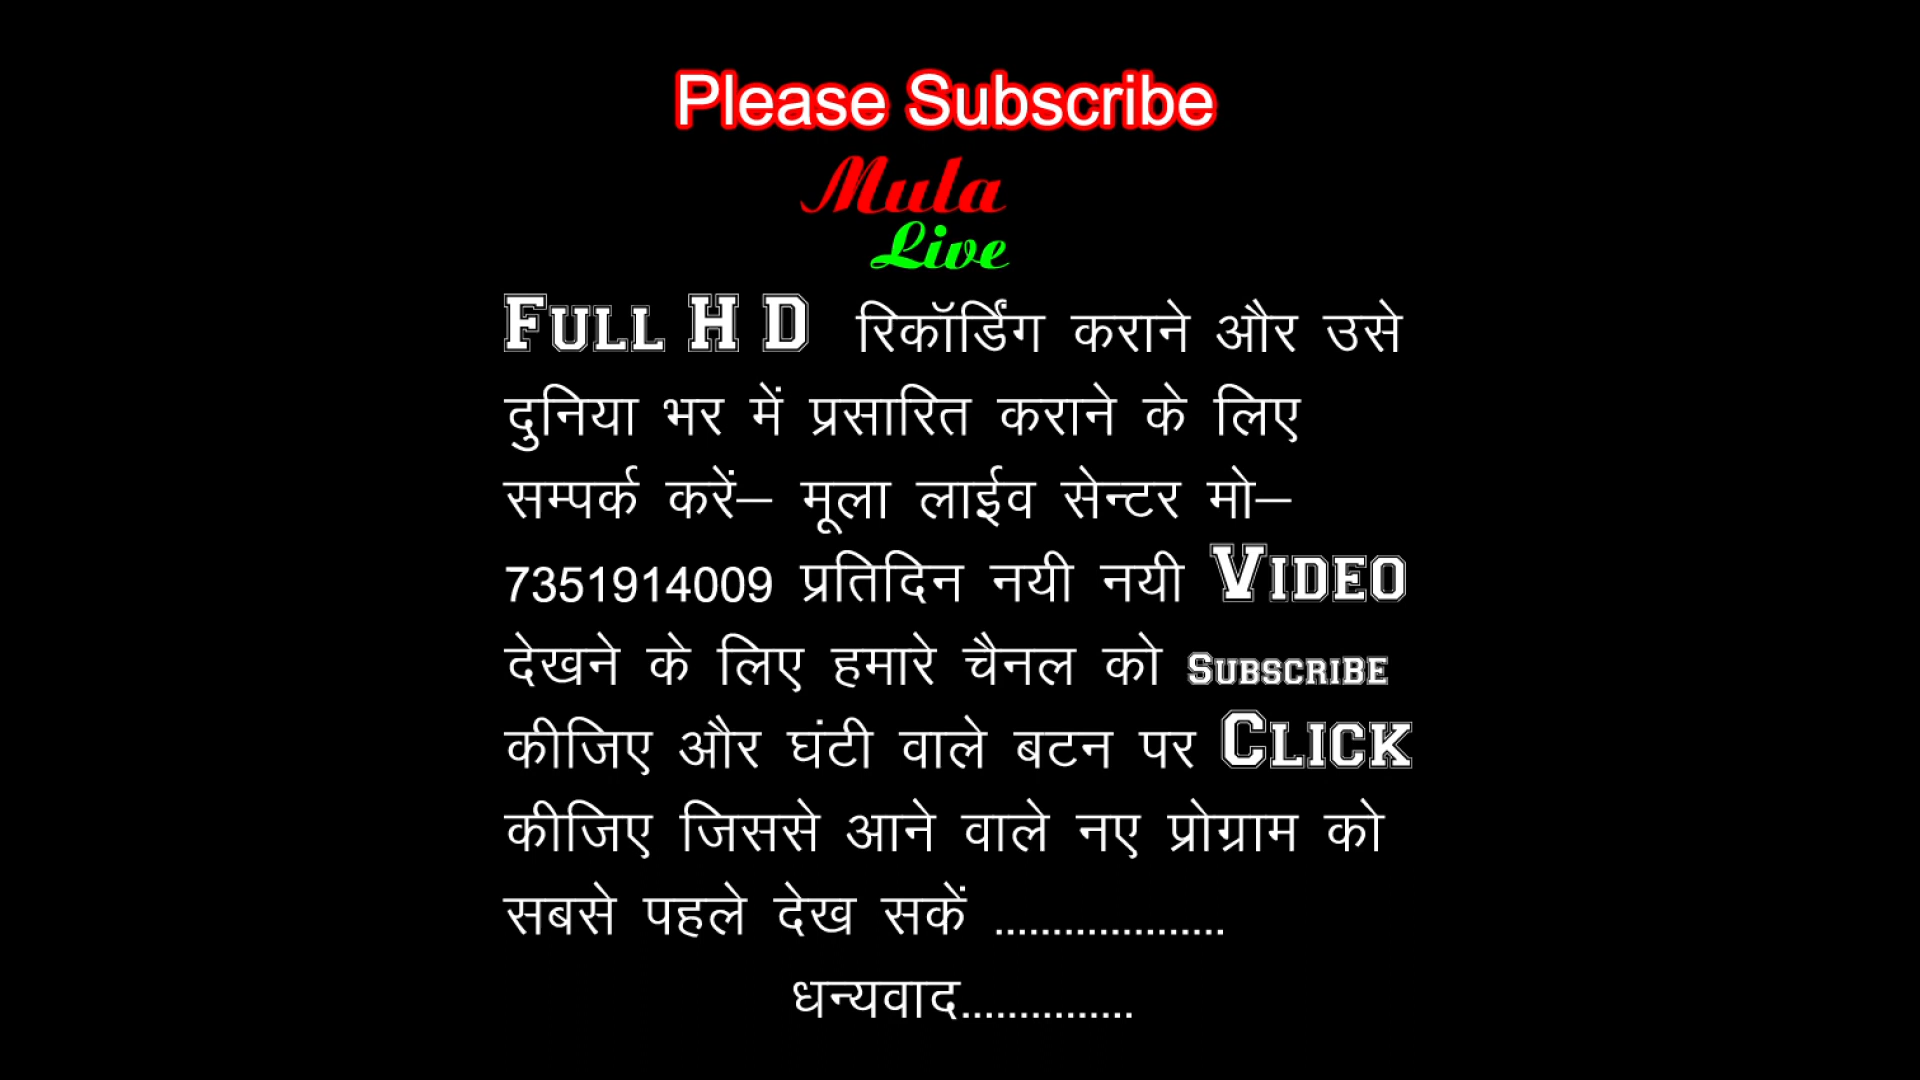 Please Subscribe
Mula
Live
Full H D रिकॉर्डिंग कराने और उसे
दुनिया भर में प्रसारित कराने के लिए
सम्पर्क करें– मूला लाईव सेन्टर मो–
7351914009 प्रतिदिन नयी नयी Video
देखने के लिए हमारे चैनल को Subscribe
कीजिए और घंटी वाले बटन पर Click
कीजिए जिससे आने वाले नए प्रोग्राम को
सबसे पहले देख सकें ....................
धन्यवाद...............